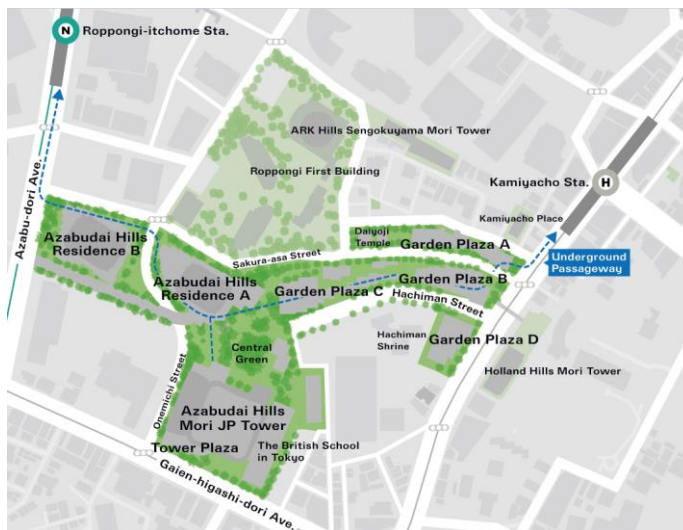 N
Roppongi-itchome Sta.
ARK Hills Sengokuyama Mori Tower
Roppongi First Building
Kamiyacho Sta.
H
Azabu-dori Ave.
Kamiyacho Place
Daiyoji
Temple
Garden Plaza A
Azabudai Hills
Residence B
Sakura-asa Street
Underground
Passageway
Azabudai Hills
Residence A
Garden Plaza B
Garden Plaza C
Hachiman Street
Hachiman
Shrine
Garden Plaza D
Central
Green
Holland Hills Mori Tower
Onemichi Street
Azabudai Hills
Mori JP Tower
Tower Plaza
The British School
in Tokyo
Gaien-higashi-dori Ave.